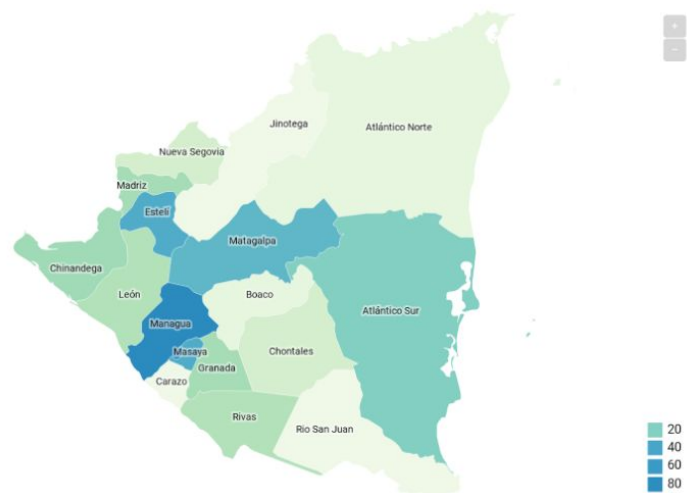 +
−
Jinotega
Atlántico Norte
Nueva Segovia
Madriz
Estelí
Matagalpa
Chinandega
León
Boaco
Atlántico Sur
Managua
Masaya
Chontales
Granada
Carazo
Rivas
Rio San Juan
20
40
60
80